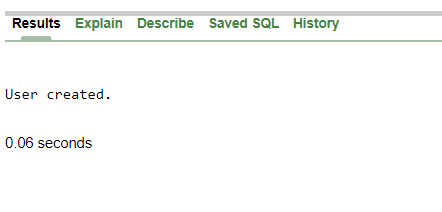 Results Explain Describe Saved SQL History
User created.
0.06 seconds